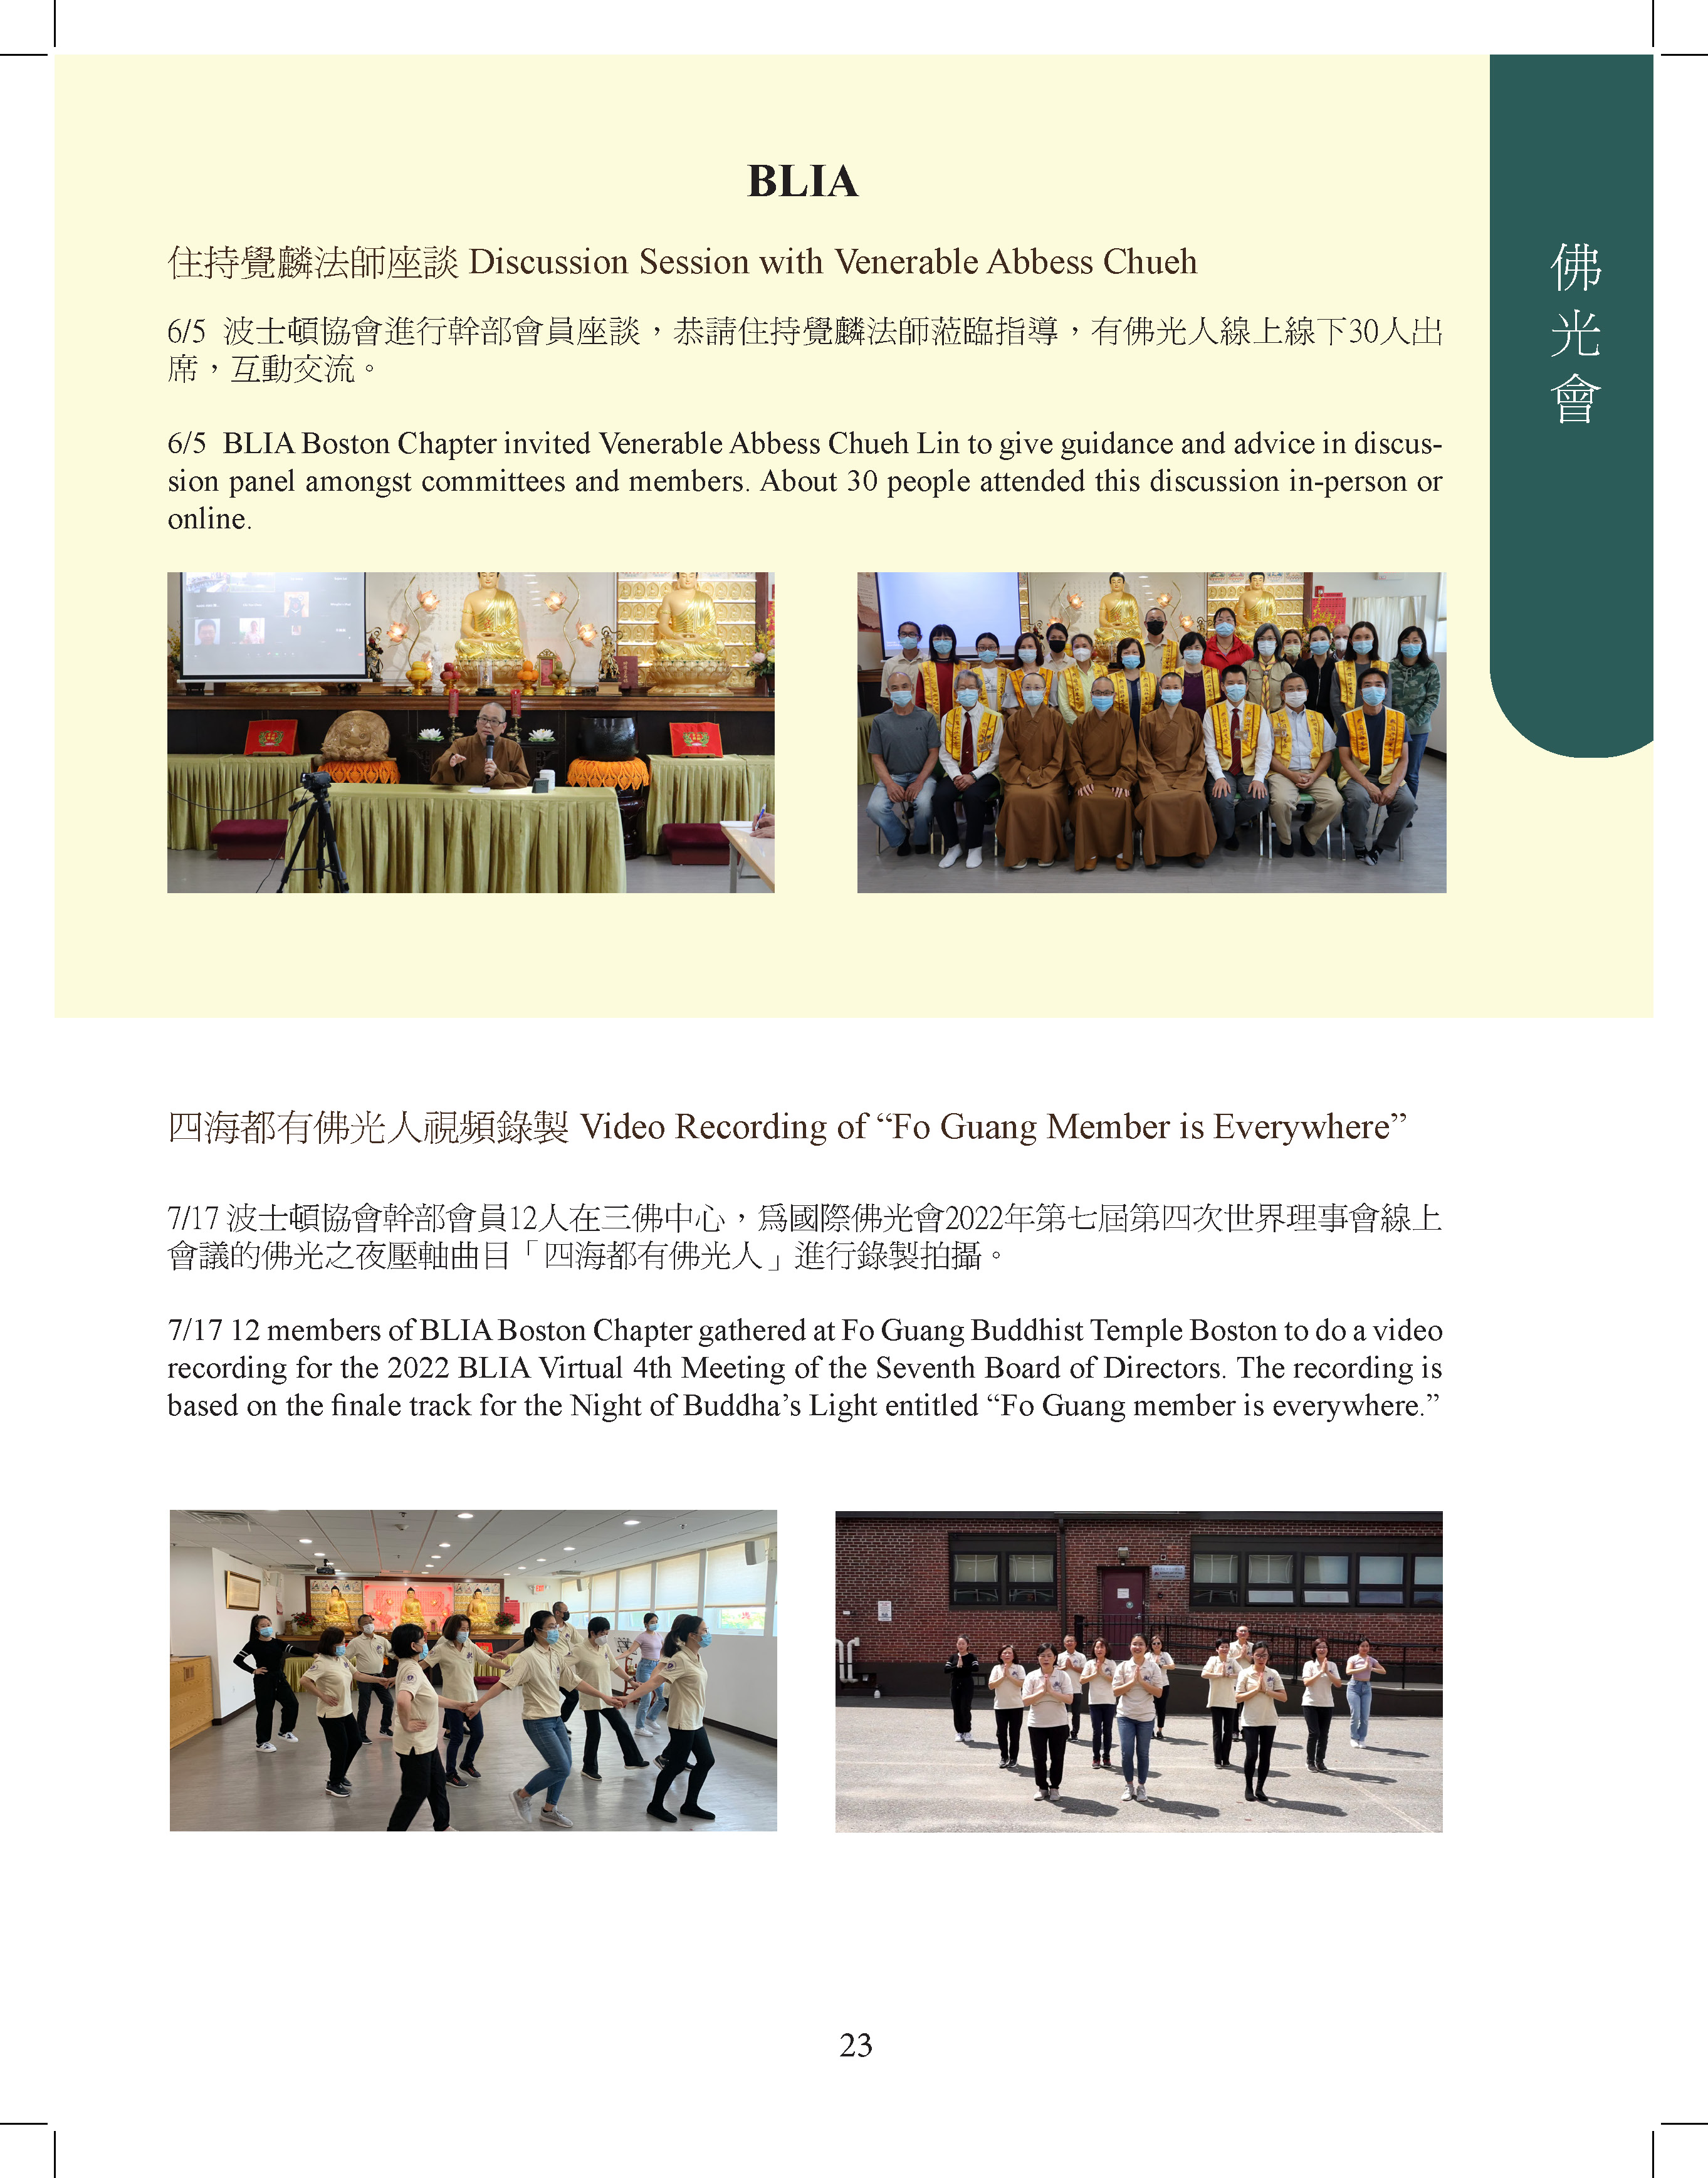 BLIA
住持覺麟法師座談 Discussion Session with Venerable Abbess Chueh
6/5 波士頓協會進行幹部會員座談，恭請住持覺麟法師蒞臨指導，有佛光人線上線下30人出
席，互動交流。
6/5 BLIA Boston Chapter invited Venerable Abbess Chueh Lin to give guidance and advice in discus-
sion panel amongst committees and members. About 30 people attended this discussion in-person or
online.
佛
光
會
四海都有佛光人視頻錄製 Video Recording of “Fo Guang Member is Everywhere”
7/17 波士頓協會幹部會員12人在三佛中心，爲國際佛光會2022年第七屆第四次世界理事會線上
會議的佛光之夜壓軸曲目「四海都有佛光人」進行錄製拍攝。
7/17 12 members of BLIA Boston Chapter gathered at Fo Guang Buddhist Temple Boston to do a video
recording for the 2022 BLIA Virtual 4th Meeting of the Seventh Board of Directors. The recording is
based on the finale track for the Night of Buddha’s Light entitled “Fo Guang member is everywhere.”
23